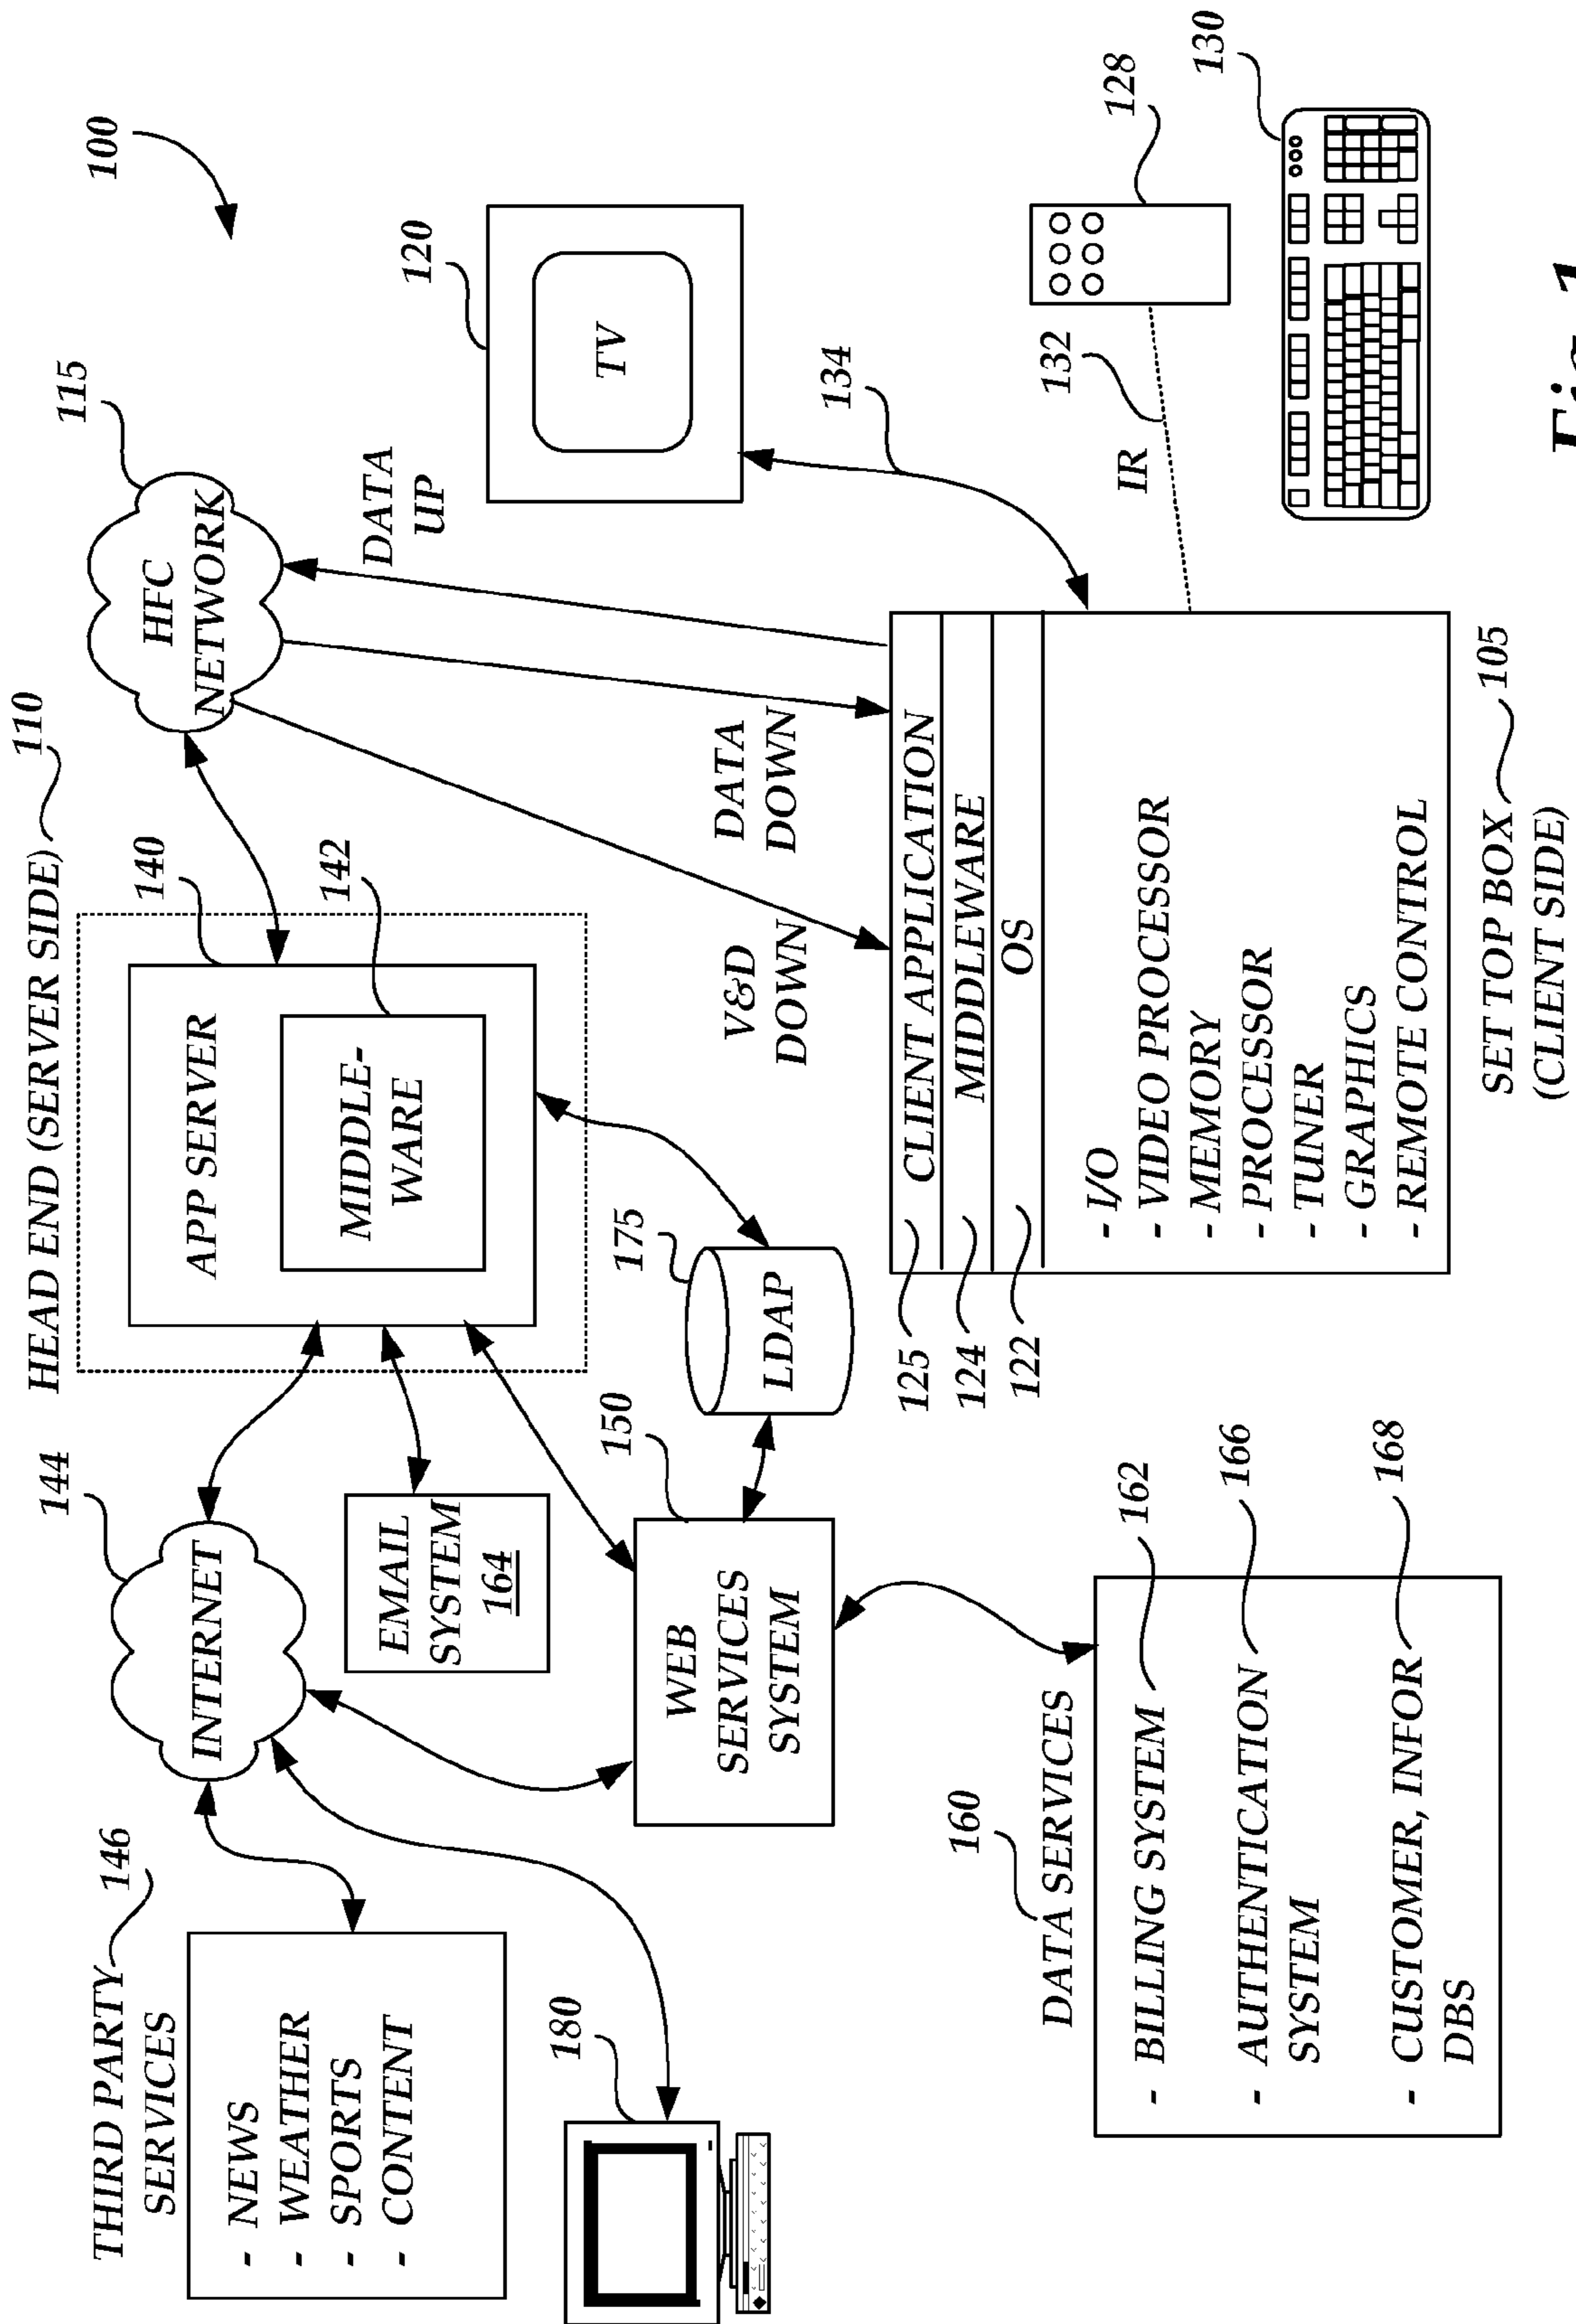 100
HEAD END (SERVER SIDE) 110
115
HFC
NETWORK
140
APP SERVER
142
MIDDLE-
WARE
144
INTERNET
THIRD PARTY 146
SERVICES
- NEWS
- WEATHER
- SPORTS
- CONTENT
EMAIL
SYSTEM
164
120
TV
DATA
UP
134
180
150
WEB
SERVICES
SYSTEM
175
LDAP
V&D
DOWN
DATA
DOWN
125
CLIENT APPLICATION
124
MIDDLEWARE
122
OS
- I/O
- VIDEO PROCESSOR
- MEMORY
- PROCESSOR
- TUNER
- GRAPHICS
- REMOTE CONTROL
SET TOP BOX 105
(CLIENT SIDE)
IR
132
128
130
160
DATA SERVICES
- BILLING SYSTEM 162
- AUTHENTICATION 166
SYSTEM
- CUSTOMER, INFOR 168
DBS